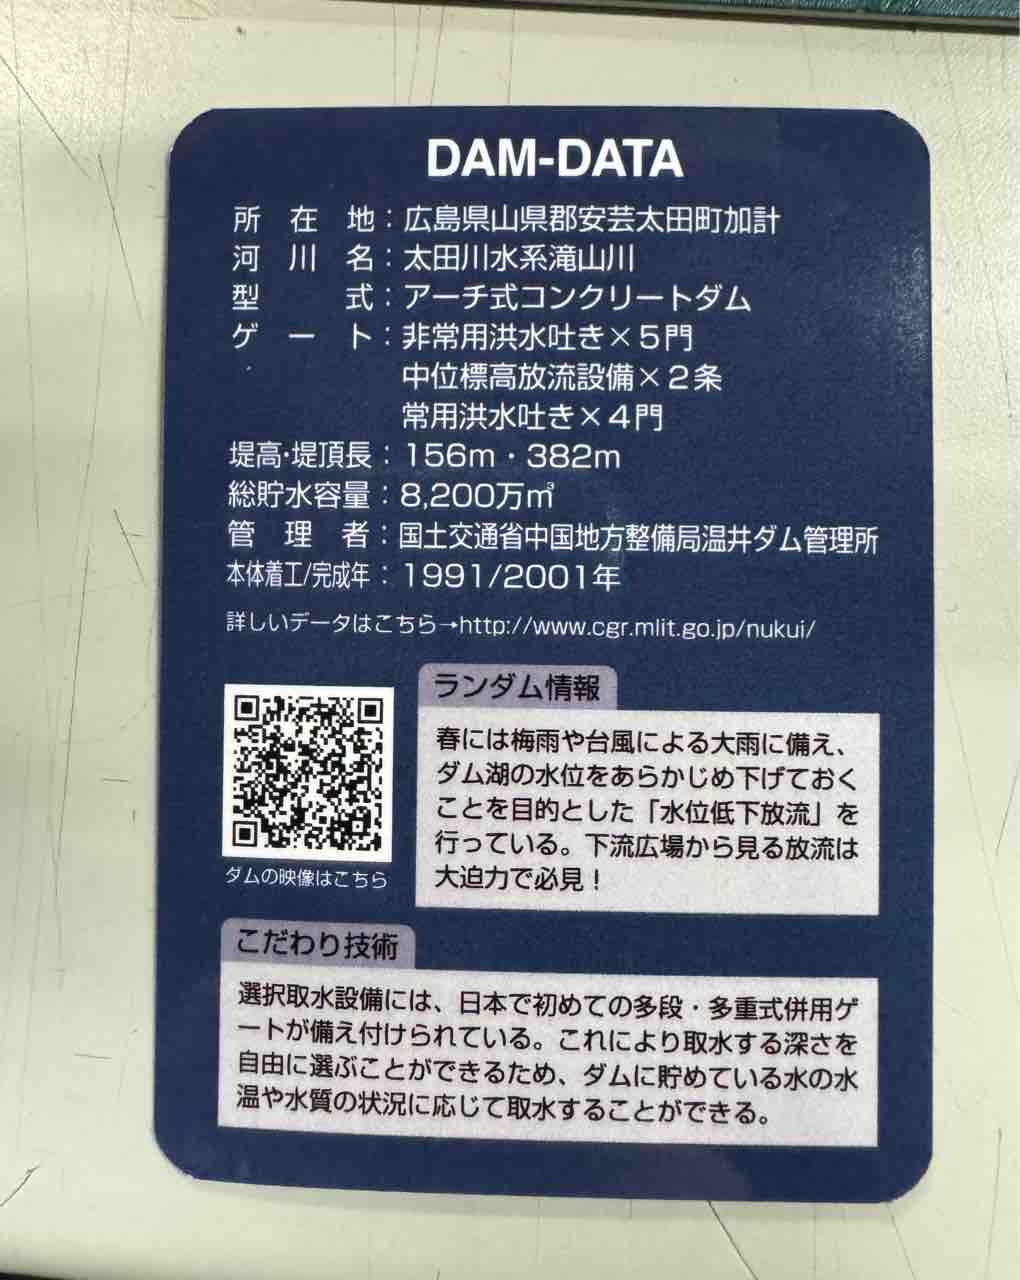 DAM-DATA
所在地：広島県山県郡安芸太田町加計
河川名：太田川水系滝山川
型式：アーチ式コンクリートダム
ゲート：非常用洪水吐き×5門
中位標高放流設備×2条
常用洪水吐き×4門
堤高・堤頂長：156m・382m
総貯水容量：8,200万㎥
管理者：国土交通省中国地方整備局温井ダム管理所
本体着工/完成年：1991/2001年
詳しいデータはこちら→http://www.cgr.mlit.go.jp/nukui/
ランダム情報
春には梅雨や台風による大雨に備え、
ダム湖の水位をあらかじめ下げておく
ことを目的とした「水位低下放流」を
行っている。下流広場から見る放流は
大迫力で必見！
ダムの映像はこちら
こだわり技術
選択取水設備には、日本で初めての多段・多重式併用ゲ
ートが備え付けられている。これにより取水する深さを
自由に選ぶことができるため、ダムに貯めている水の水
温や水質の状況に応じて取水することができる。